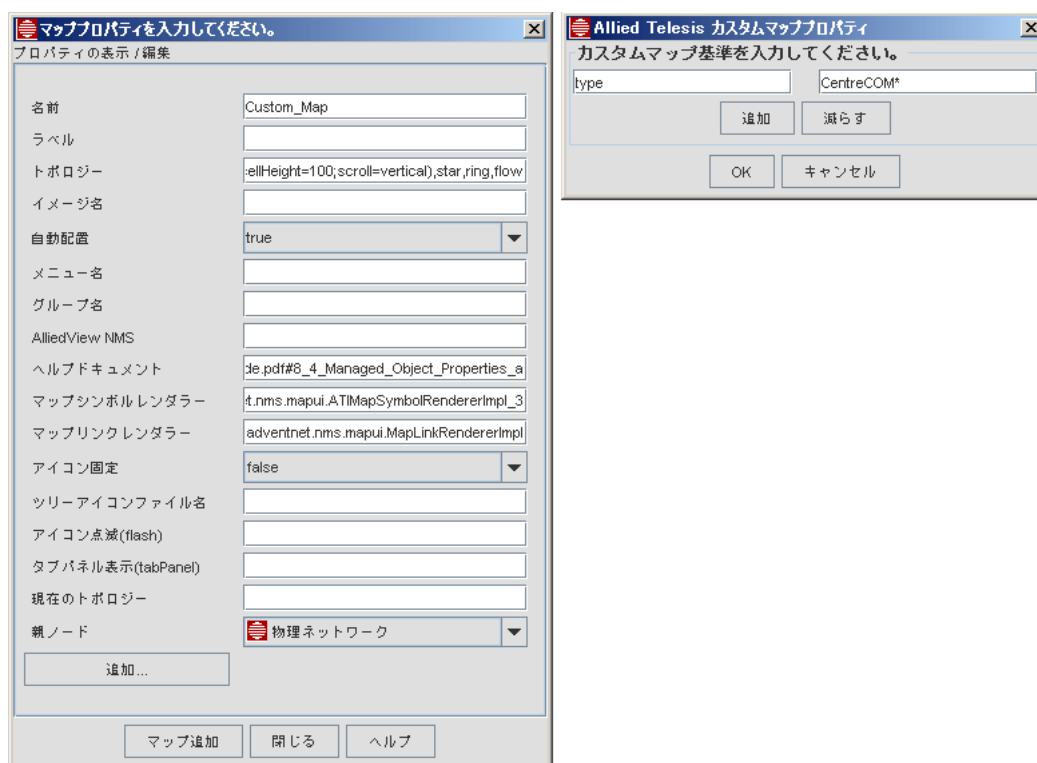 マッププロパティを入力してください。
プロパティの表示 / 編集
名前 Custom_Map
ラベル
トポロジー :ellHeight=100;scroll=vertical),star,ring,flow
イメージ名
自動配置 true
メニュー名
グループ名
AlliedView NMS
ヘルプドキュメント de.pdf#8_4_Managed_Object_Properties_a
マップシンボルレンダラー t.nms.mapui.ATIMapSymbolRendererImpl_3
マップリンクレンダラー adventnet.nms.mapui.MapLinkRendererImpl
アイコン固定 false
ツリーアイコンファイル名
アイコン点滅(flash)
タブパネル表示(tabPanel)
現在のトポロジー
親ノード 物理ネットワーク
追加...
マップ追加 閉じる ヘルプ
Allied Telesis カスタムマッププロパティ
カスタムマップ基準を入力してください。
type CentreCOM*
追加 減らす
OK キャンセル